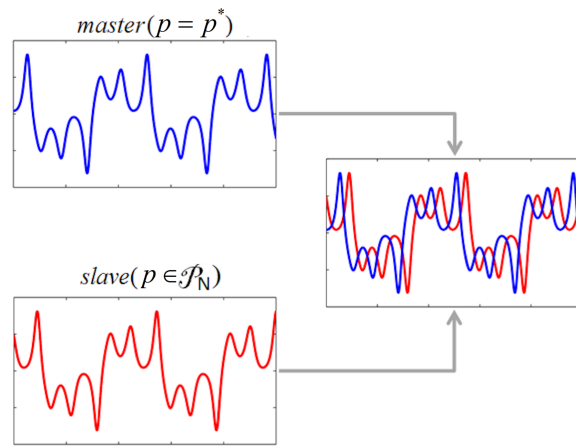 master(p = p*)
slave(p ∈ 𝒫N)